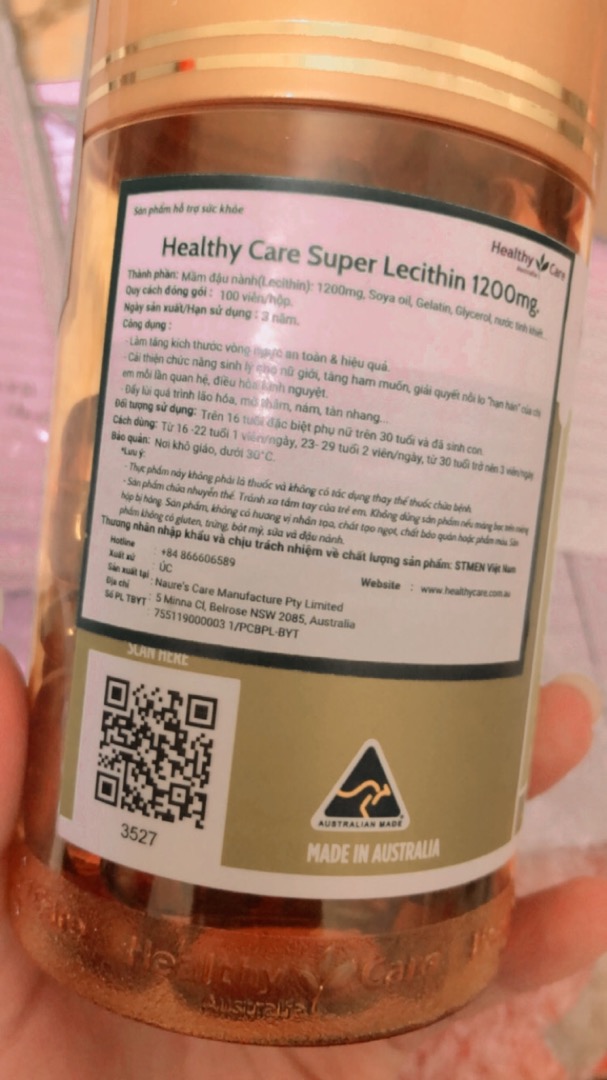 Sản phẩm hỗ trợ sức khỏe
Healthy Care
Australia
Healthy Care Super Lecithin 1200mg.
Thành phần: Mầm đậu nành(Lecithin): 1200mg, Soya oil, Gelatin, Glycerol, nước tinh khiết.
Quy cách đóng gói : 100 viên/hộp.
Ngày sản xuất/Hạn sử dụng : 3 năm.
Công dụng :
- Làm tăng kích thước vòng ngực an toàn & hiệu quả.
- Cải thiện chức năng sinh lý cho nữ giới, tăng ham muốn, giải quyết nỗi lo "hạn hán" của chị
em mỗi lần quan hệ, điều hòa kinh nguyệt.
- Đẩy lùi quá trình lão hóa, mờ thâm, nám, tàn nhang...
Đối tượng sử dụng: Trên 16 tuổi đặc biệt phụ nữ trên 30 tuổi và đã sinh con.
Cách dùng: Từ 16 -22 tuổi 1 viên/ngày, 23- 29 tuổi 2 viên/ngày, từ 30 tuổi trở nên 3 viên/ngày
Bảo quản: Nơi khô giáo, dưới 30°C.
*Lưu ý:
- Thực phẩm này không phải là thuốc và không có tác dụng thay thế thuốc chữa bệnh.
- Sản phẩm chứa nhuyễn thể. Tránh xa tầm tay của trẻ em. Không dùng sản phẩm nếu màng bọc trên miệng
hộp bị hỏng. Sản phẩm, không có hương vị nhân tạo, chất tạo ngọt, chất bảo quản hoặc phẩm màu. Sản
phẩm không có gluten, trứng, bột mỳ, sữa và đậu nành.
Thương nhân nhập khẩu và chịu trách nhiệm về chất lượng sản phẩm: STMEN Việt Nam
Hotline : +84 866606589 Website : www.healthycare.com.au
Xuất xứ : ÚC
Sản xuất tại : Naure's Care Manufacture Pty Limited
Địa chỉ : 5 Minna Cl, Belrose NSW 2085, Australia
Số PL TBYT : 755119000003 1/PCBPL-BYT
SCAN HERE
3527
AUSTRALIAN MADE
MADE IN AUSTRALIA
Healthy Care
Australia